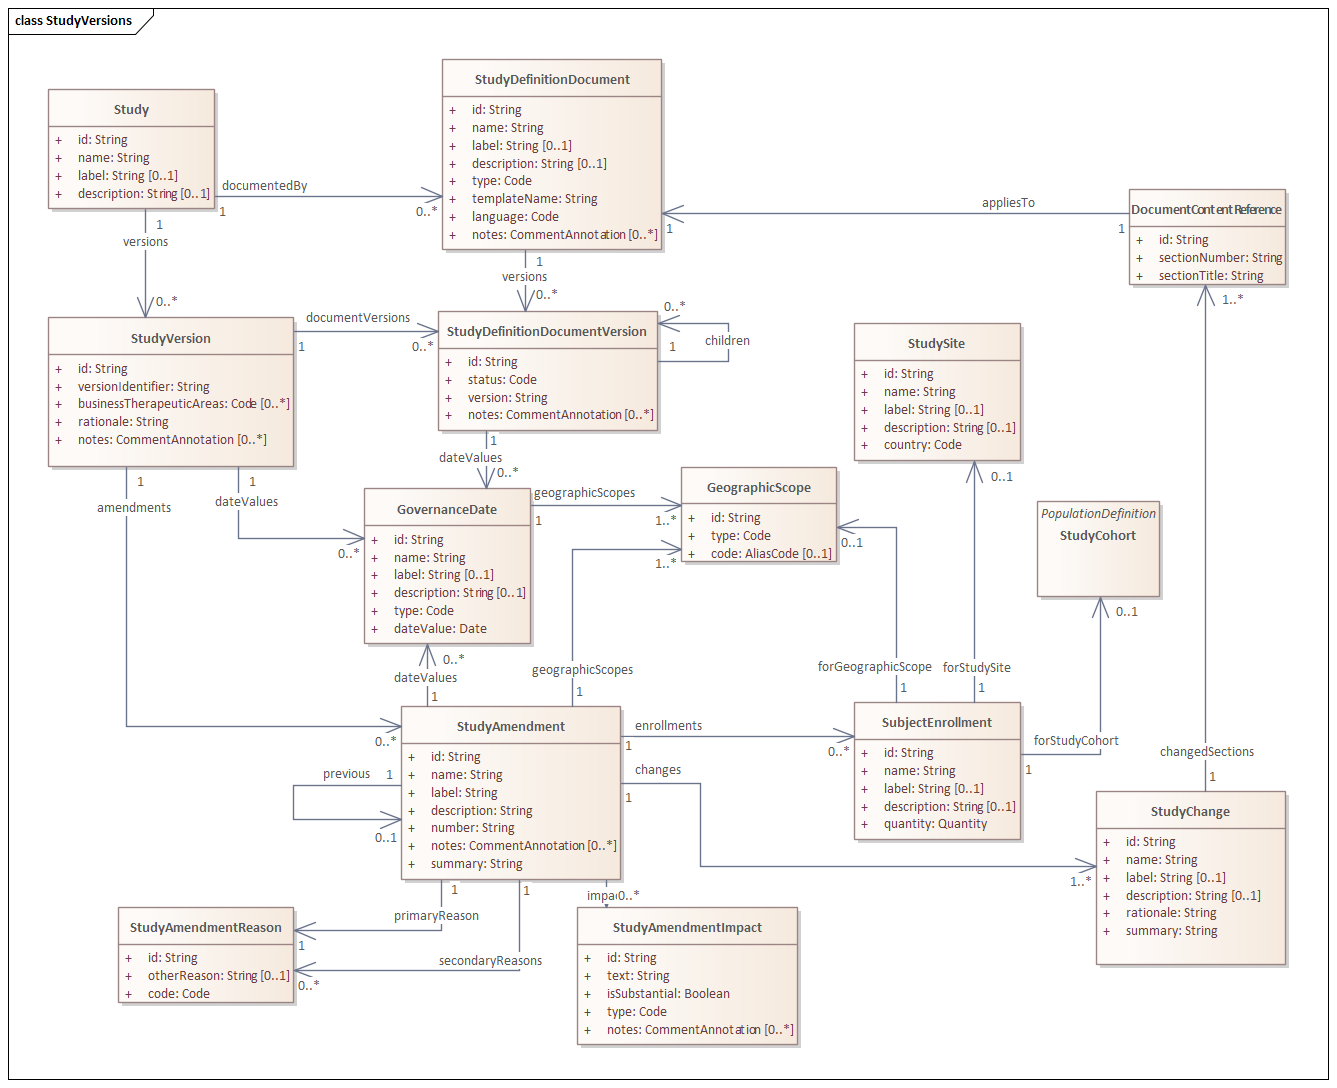 class StudyVersions
Study
+ id: String
+ name: String
+ label: String [0..1]
+ description: String [0..1]
StudyDefinitionDocument
+ id: String
+ name: String
+ label: String [0..1]
+ description: String [0..1]
+ type: Code
+ templateName: String
+ language: Code
+ notes: CommentAnnotation [0..*]
documentedBy
1
0..*
DocumentContentReference
+ id: String
+ sectionNumber: String
+ sectionTitle: String
appliesTo
1
1
1
versions
0..*
1
versions
0..*
StudyVersion
+ id: String
+ versionIdentifier: String
+ businessTherapeuticAreas: Code [0..*]
+ rationale: String
+ notes: CommentAnnotation [0..*]
documentVersions
1
0..*
StudyDefinitionDocumentVersion
+ id: String
+ status: Code
+ version: String
+ notes: CommentAnnotation [0..*]
0..*
children
1
StudySite
+ id: String
+ name: String
+ label: String [0..1]
+ description: String [0..1]
+ country: Code
1..*
1
dateValues
0..*
1
amendments
1
dateValues
0..*
GovernanceDate
+ id: String
+ name: String
+ label: String [0..1]
+ description: String [0..1]
+ type: Code
+ dateValue: Date
geographicScopes
1
1..*
GeographicScope
+ id: String
+ type: Code
+ code: AliasCode [0..1]
1..*
0..1
0..1
PopulationDefinition
StudyCohort
0..1
0..*
dateValues
1
geographicScopes
1
forGeographicScope
1
forStudySite
1
StudyAmendment
+ id: String
+ name: String
+ label: String
+ description: String
+ number: String
+ notes: CommentAnnotation [0..*]
+ summary: String
0..*
previous
1
0..1
enrollments
1
0..*
changes
1
1..*
SubjectEnrollment
+ id: String
+ name: String
+ label: String [0..1]
+ description: String [0..1]
+ quantity: Quantity
forStudyCohort
1
changedSections
1
StudyChange
+ id: String
+ name: String
+ label: String [0..1]
+ description: String [0..1]
+ rationale: String
+ summary: String
1
primaryReason
1
1
secondaryReasons
0..*
0..*
StudyAmendmentReason
+ id: String
+ otherReason: String [0..1]
+ code: Code
StudyAmendmentImpact
+ id: String
+ text: String
+ isSubstantial: Boolean
+ type: Code
+ notes: CommentAnnotation [0..*]